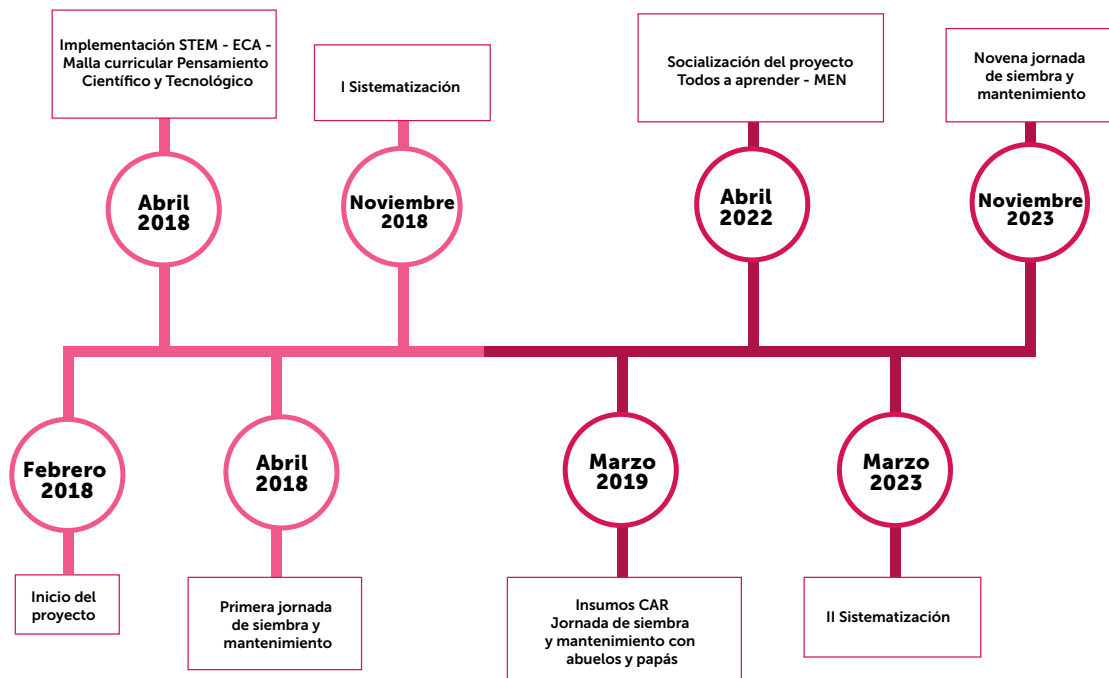 Implementación STEM - ECA -
Malla curricular Pensamiento
Científico y Tecnológico
I Sistematización
Socialización del proyecto
Todos a aprender - MEN
Novena jornada
de siembra y
mantenimiento
Abril
2018
Noviembre
2018
Abril
2022
Noviembre
2023
Febrero
2018
Abril
2018
Marzo
2019
Marzo
2023
Inicio del
proyecto
Primera jornada
de siembra y
mantenimiento
Insumos CAR
Jornada de siembra
y mantenimiento con
abuelos y papás
II Sistematización